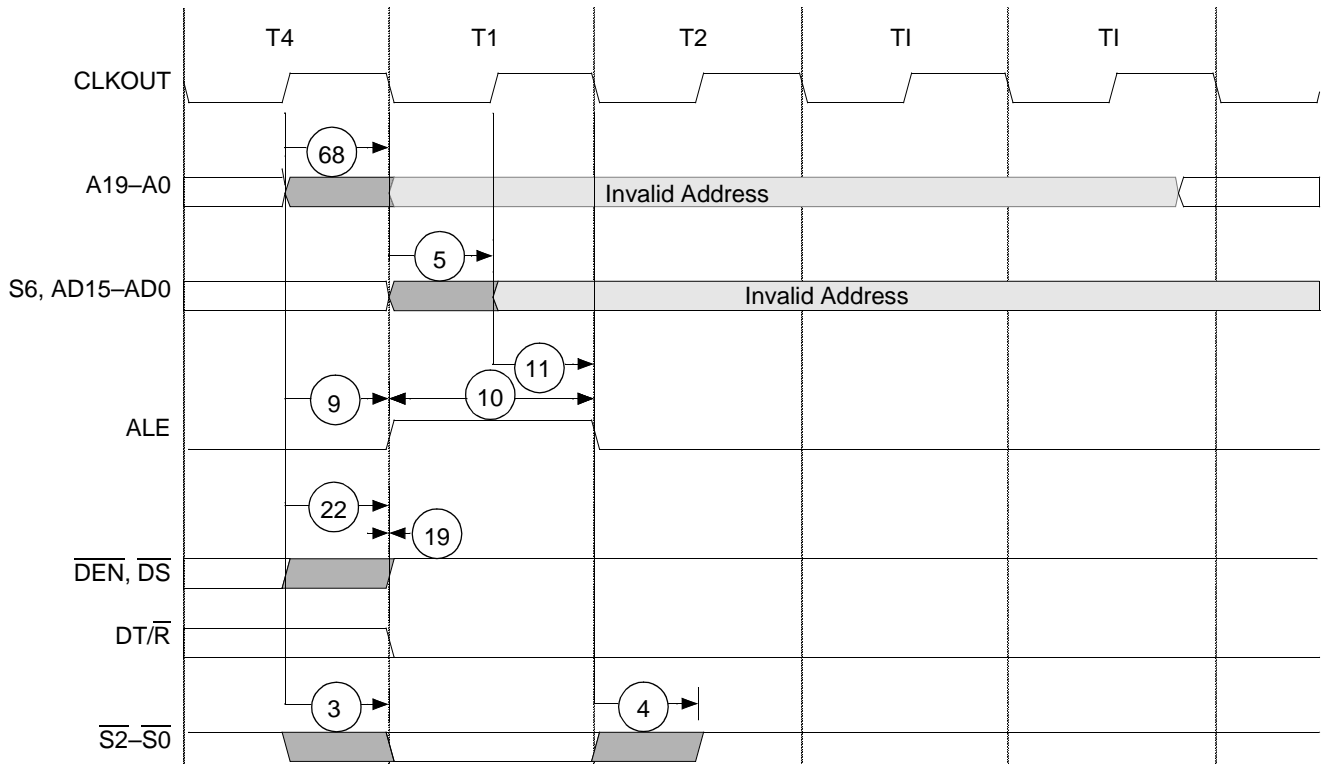 T4 T1 T2 TI TI
CLKOUT
68
A19–A0 Invalid Address
5
S6, AD15–AD0 Invalid Address
11
9 10
ALE
22
19
DEN, DS
DT/R
3 4
S2–S0